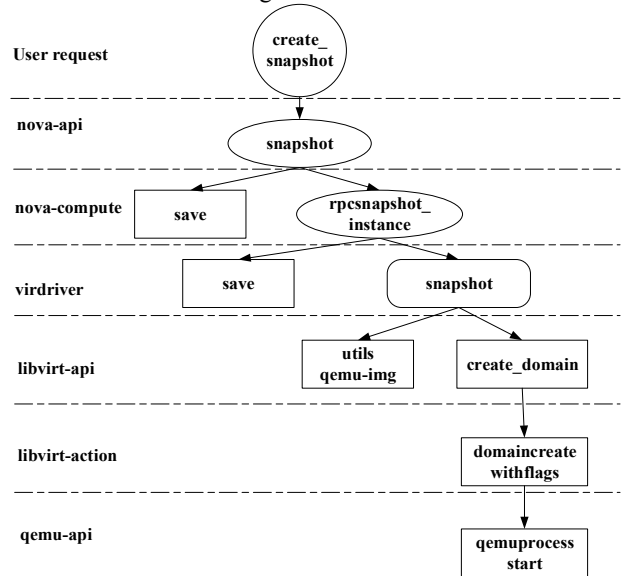 create_
snapshot
User request
nova-api
snapshot
nova-compute
save
rpcsnapshot_
instance
virdriver
save
snapshot
libvirt-api
utils
qemu-img
create_domain
libvirt-action
domaincreate
withflags
qemu-api
qemuprocess
start